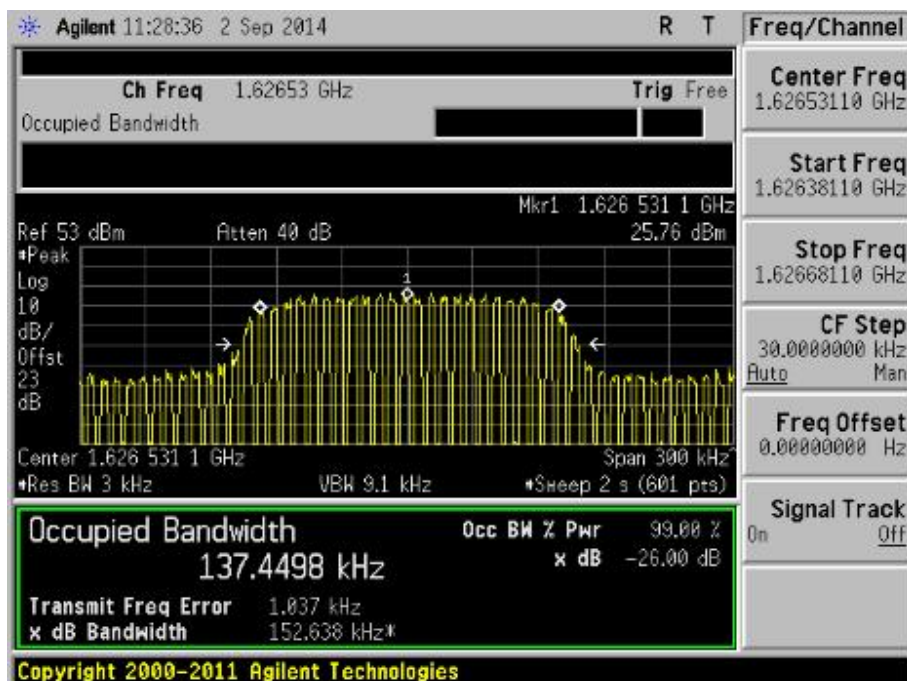 Agilent 11:28:36 2 Sep 2014 R T
Freq/Channel
Ch Freq 1.62653 GHz Trig Free
Occupied Bandwidth
Center Freq
1.62653110 GHz
Start Freq
1.62638110 GHz
Stop Freq
1.62668110 GHz
CF Step
30.0000000 kHz
Auto Man
Freq Offset
0.00000000 Hz
Signal Track
On Off
Mkr1 1.626 531 1 GHz
Ref 53 dBm Atten 40 dB 25.76 dBm
#Peak
Log
10
dB/
Offst
23
dB
1
Center 1.626 531 1 GHz Span 300 kHz^
#Res BW 3 kHz VBW 9.1 kHz #Sweep 2 s (601 pts)
Occupied Bandwidth Occ BW % Pwr 99.00 %
137.4498 kHz x dB -26.00 dB
Transmit Freq Error 1.037 kHz
x dB Bandwidth 152.638 kHz*
Copyright 2000-2011 Agilent Technologies